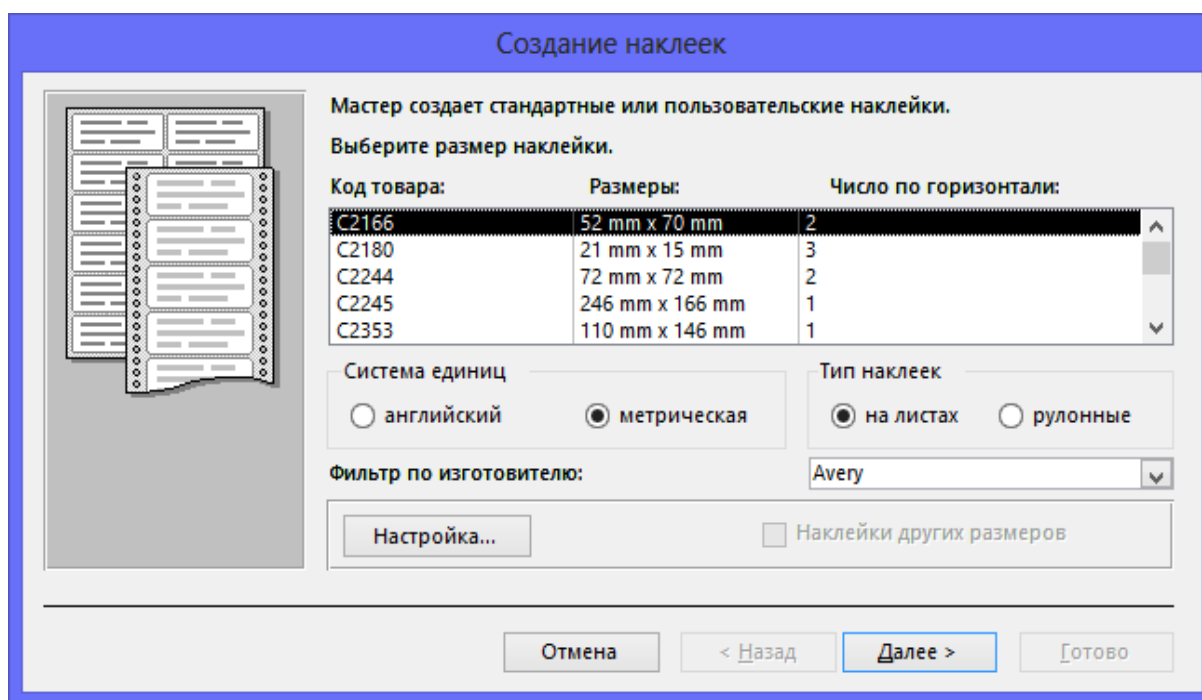 Создание наклеек
Мастер создает стандартные или пользовательские наклейки.
Выберите размер наклейки.
Код товара: Размеры: Число по горизонтали:
C2166 52 mm x 70 mm 2
C2180 21 mm x 15 mm 3
C2244 72 mm x 72 mm 2
C2245 246 mm x 166 mm 1
C2353 110 mm x 146 mm 1
Система единиц Тип наклеек
английский метрическая на листах рулонные
Фильтр по изготовителю: Avery
Настройка... Наклейки других размеров
Отмена < Назад Далее > Готово